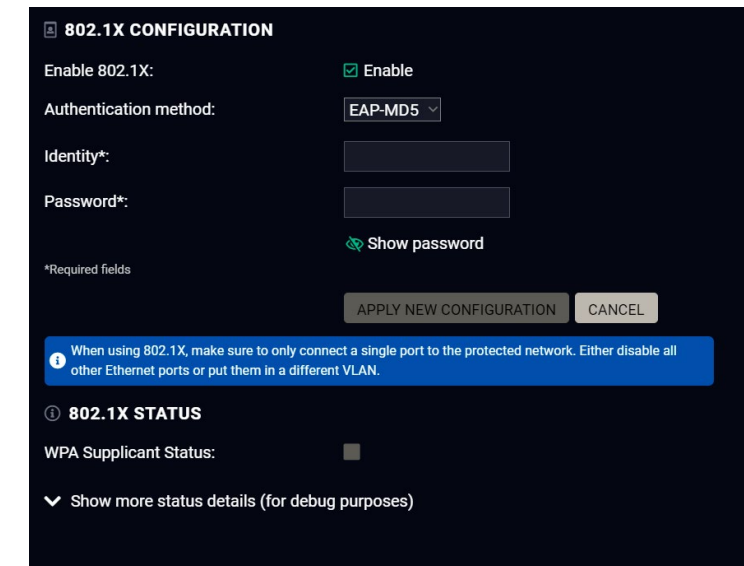 802.1X CONFIGURATION
Enable 802.1X:
Enable
Authentication method:
EAP-MD5
Identity*:
Password*:
Show password
*Required fields
APPLY NEW CONFIGURATION
CANCEL
When using 802.1X, make sure to only connect a single port to the protected network. Either disable all
other Ethernet ports or put them in a different VLAN.
802.1X STATUS
WPA Supplicant Status:
Show more status details (for debug purposes)